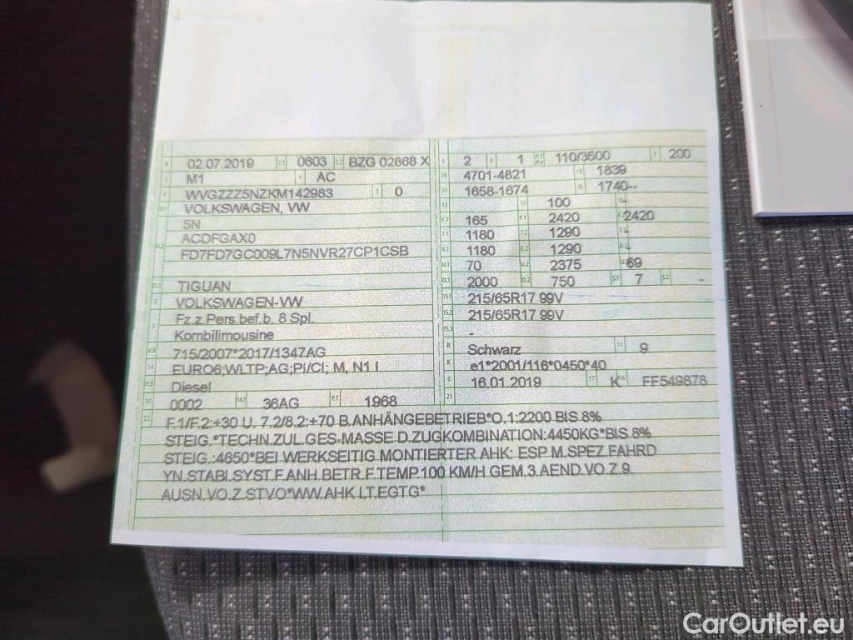 02.07.2019 0603 BZG 02868 X
M1 AC
WVGZZZ5NZKM142983 0
VOLKSWAGEN, VW
5N
ACDFGAX0
FD7FD7GC009L7N5NVR27CP1CSB
TIGUAN
VOLKSWAGEN-VW
Fz.z.Pers.bef.b. 8 Spl.
Kombilimousine
715/2007*2017/1347AG
EURO6;WLTP;AG;PI/CI; M, N1 I
Diesel
0002 36AG 1968
2 1 110/3500 200
4701-4821 1839
1658-1674 1740--
100
165 2420 2420
1180 1290 -
1180 1290 -
70 2375 69
2000 750 7 -
215/65R17 99V
215/65R17 99V
-
Schwarz 9
e1*2001/116*0450*40
16.01.2019 K FF549878
F.1/F.2:+30 U. 7.2/8.2:+70 B.ANHÄNGEBETRIEB*O.1:2200 BIS 8%
STEIG.*TECHN.ZUL.GES-MASSE D.ZUGKOMBINATION:4450KG*BIS 8%
STEIG.:4650*BEI WERKSEITIG MONTIERTER AHK: ESP M.SPEZ.FAHRD
YN.STABI.SYST.F.ANH.BETR.F.TEMP.100 KM/H.GEM.3.AEND.VO.Z.9.
AUSN.VO.Z.STVO*WW.AHK LT.EGTG*
CarOutlet.eu